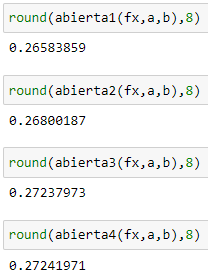 round(abierta1(fx,a,b),8)
0.26583859
round(abierta2(fx,a,b),8)
0.26800187
round(abierta3(fx,a,b),8)
0.27237973
round(abierta4(fx,a,b),8)
0.27241971